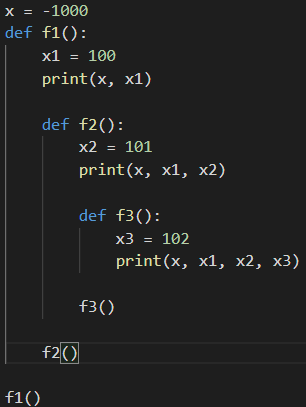 x = -1000
def f1():
    x1 = 100
    print(x, x1)

    def f2():
        x2 = 101
        print(x, x1, x2)

        def f3():
            x3 = 102
            print(x, x1, x2, x3)

        f3()

    f2()

f1()